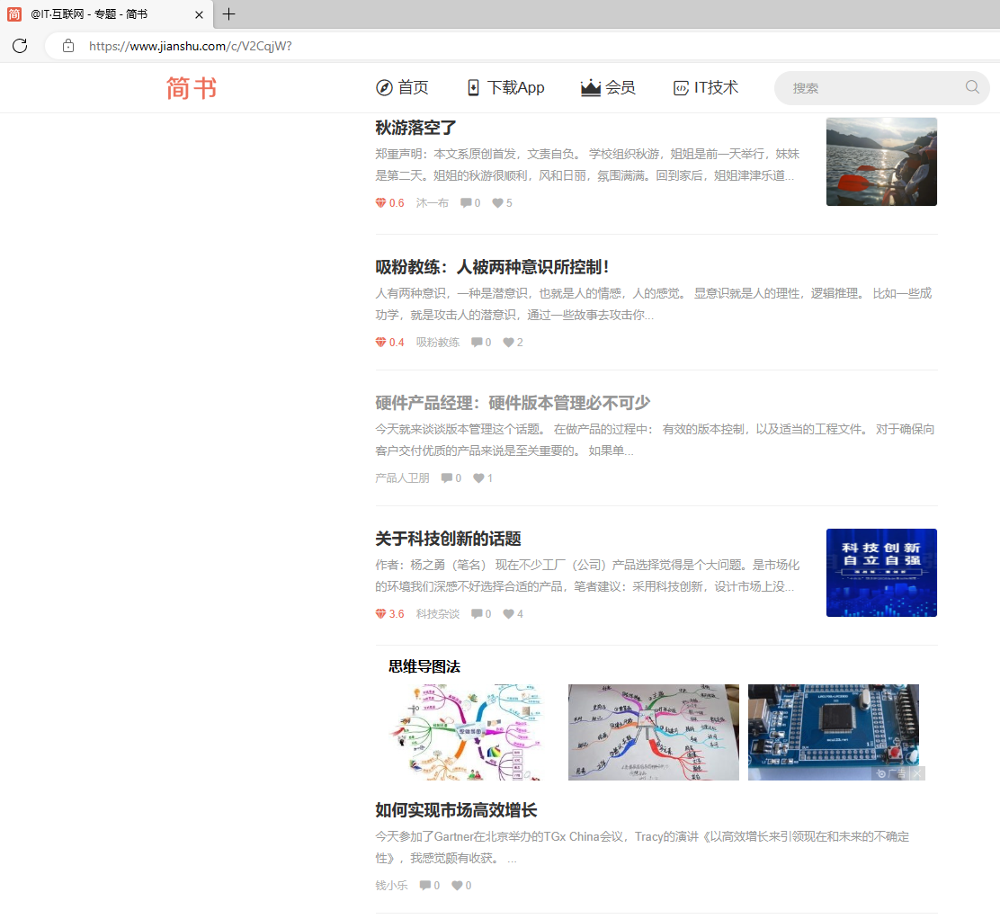 简
@IT·互联网 - 专题 - 简书
https://www.jianshu.com/c/V2CqjW?
简书
首页
下载App
会员
IT技术
搜索
秋游落空了
郑重声明：本文系原创首发，文责自负。 学校组织秋游，姐姐是前一天举行，妹妹
是第二天。姐姐的秋游很顺利，风和日丽，氛围满满。回到家后，姐姐津津乐道...
0.6 沐一布 0 5
吸粉教练：人被两种意识所控制！
人有两种意识，一种是潜意识，也就是人的情感，人的感觉。 显意识就是人的理性，逻辑推理。 比如一些成
功学，就是攻击人的潜意识，通过一些故事去攻击你...
0.4 吸粉教练 0 2
硬件产品经理：硬件版本管理必不可少
今天就来谈谈版本管理这个话题。 在做产品的过程中： 有效的版本控制，以及适当的工程文件。 对于确保向
客户交付优质的产品来说是至关重要的。 如果单...
产品人卫朋 0 1
关于科技创新的话题
作者：杨之勇（笔名） 现在不少工厂（公司）产品选择觉得是个大问题。是市场化
的环境我们深感不好选择合适的产品，笔者建议：采用科技创新，设计市场上没...
3.6 科技杂谈 0 4
科技创新
自立自强
思维导图法
广告
如何实现市场高效增长
今天参加了Gartner在北京举办的TGx China会议，Tracy的演讲《以高效增长来引领现在和未来的不确定
性》，我感觉颇有收获。 ...
钱小乐 0 0